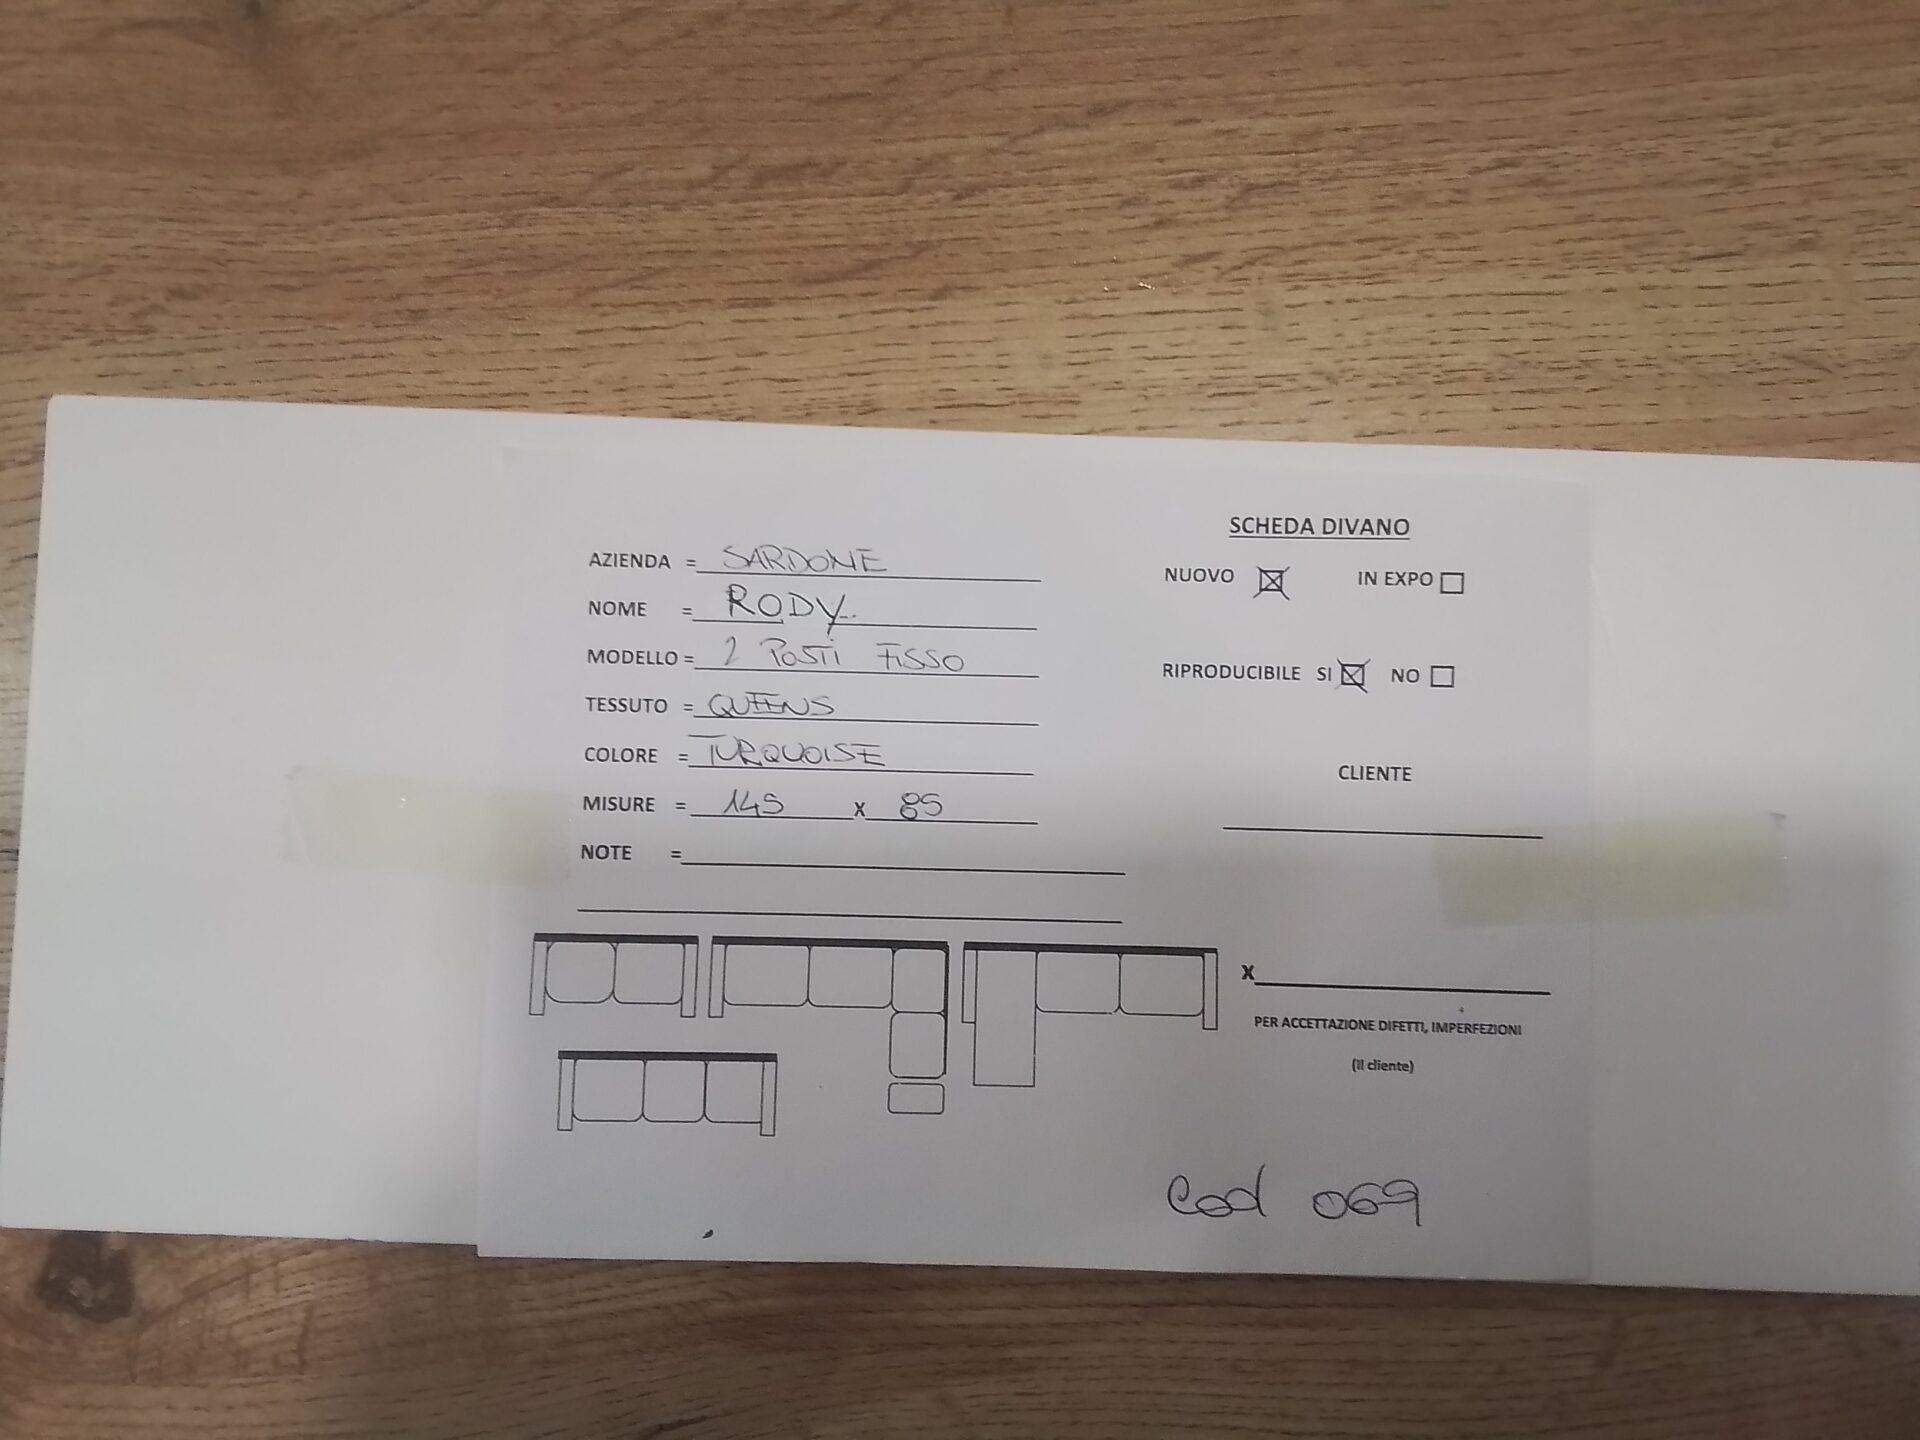 SCHEDA DIVANO
AZIENDA = SARDONE
NUOVO ☒ IN EXPO ☐
NOME = RODY
MODELLO = 2 POSTI FISSO
RIPRODUCIBILE SI ☒ NO ☐
TESSUTO = QUEENS
COLORE = TURQUOISE
CLIENTE
MISURE = 145 X 85
NOTE =
X
PER ACCETTAZIONE DIFETTI, IMPERFEZIONI
(Il cliente)
Cod 069